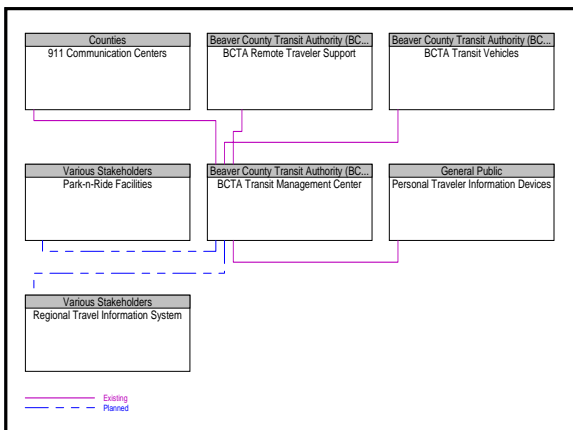 Counties
911 Communication Centers
Beaver County Transit Authority (BC...
BCTA Remote Traveler Support
Beaver County Transit Authority (BC...
BCTA Transit Vehicles
Various Stakeholders
Park-n-Ride Facilities
Beaver County Transit Authority (BC...
BCTA Transit Management Center
General Public
Personal Traveler Information Devices
Various Stakeholders
Regional Travel Information System
Existing
Planned